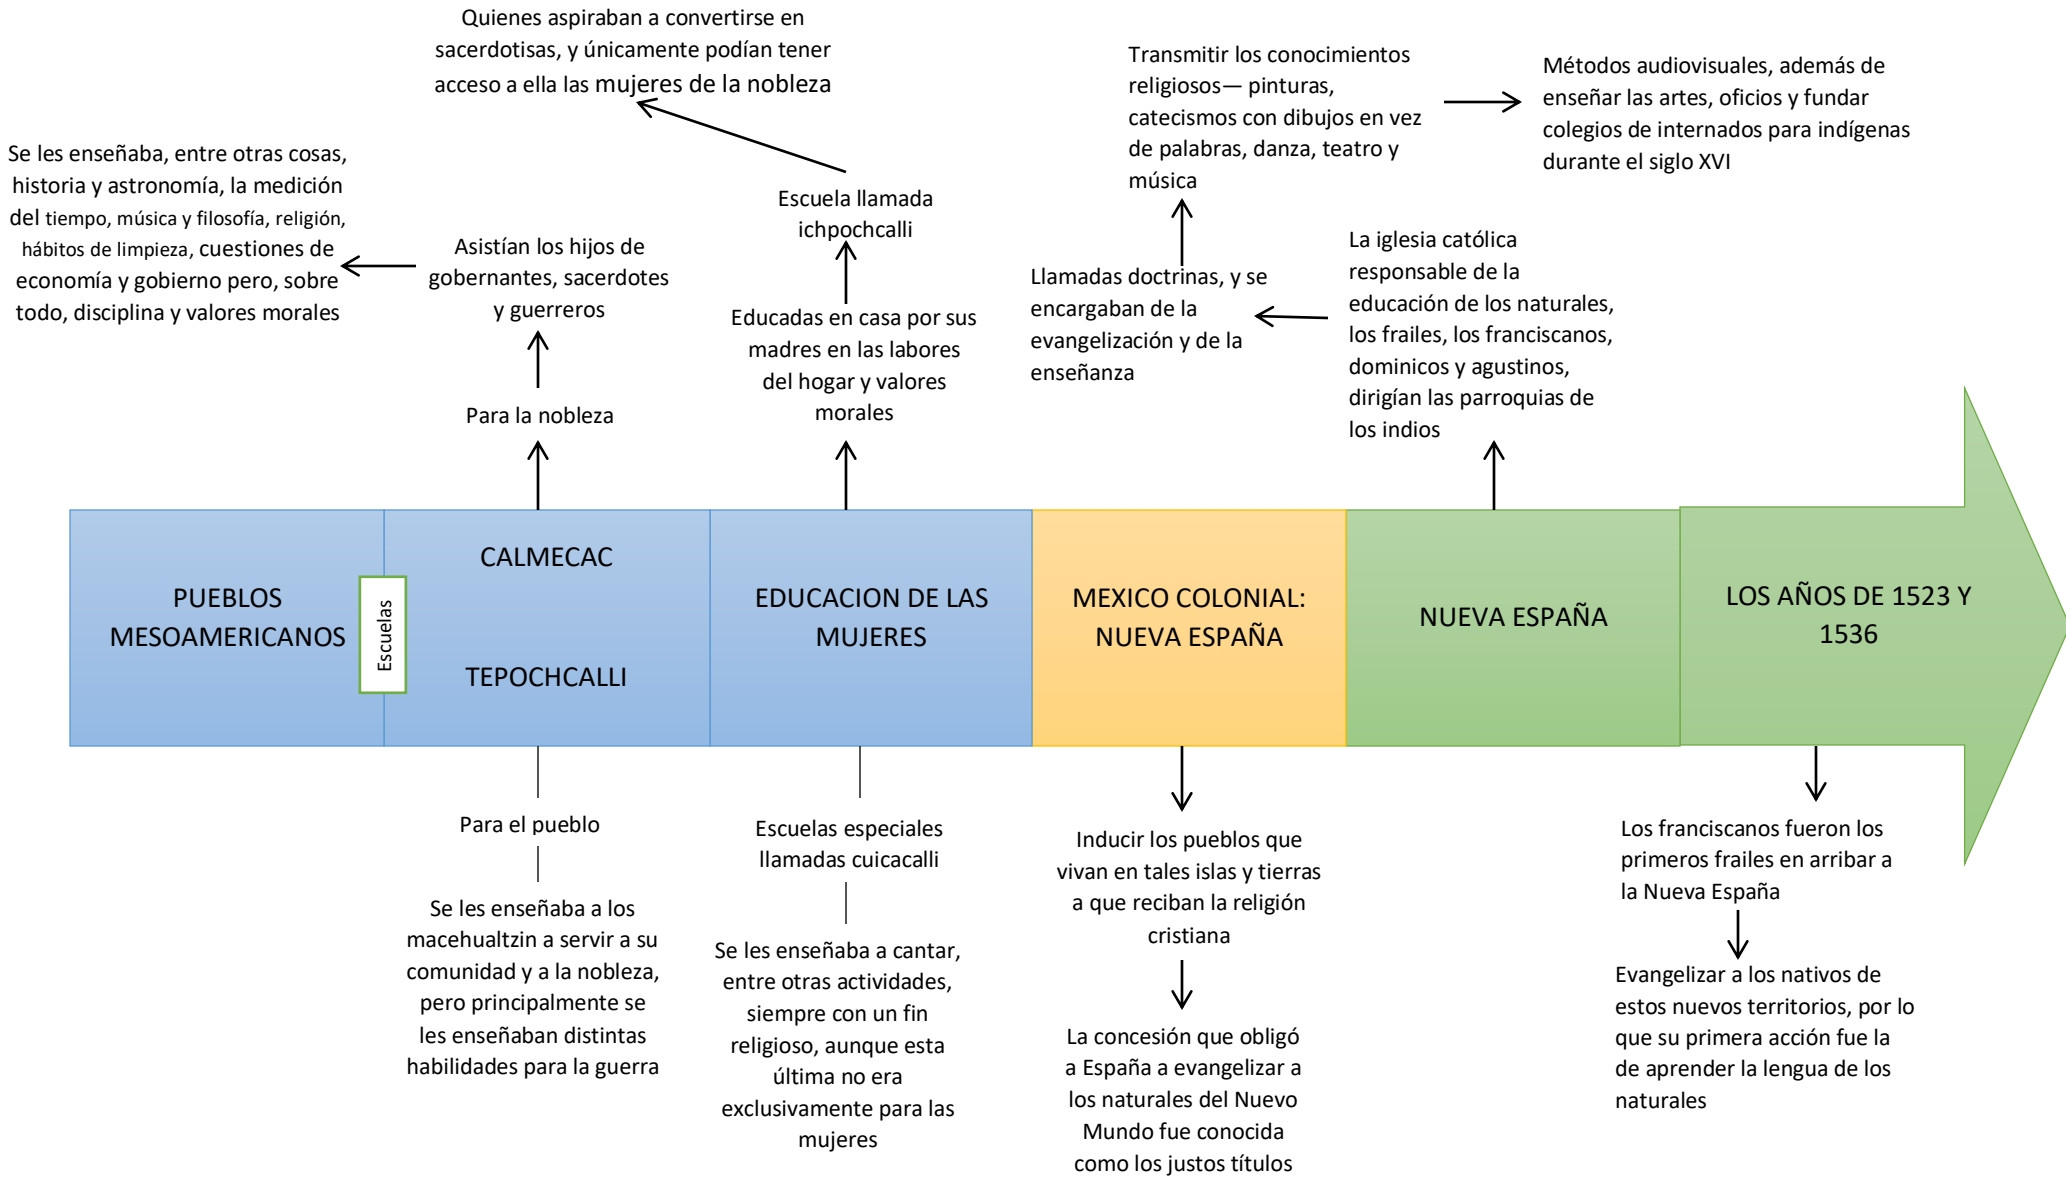 Quienes aspiraban a convertirse en
sacerdotisas, y únicamente podían tener
acceso a ella las mujeres de la nobleza
Transmitir los conocimientos
religiosos— pinturas,
catecismos con dibujos en vez
de palabras, danza, teatro y
música
Métodos audiovisuales, además de
enseñar las artes, oficios y fundar
colegios de internados para indígenas
durante el siglo XVI
Se les enseñaba, entre otras cosas,
historia y astronomía, la medición
del tiempo, música y filosofía, religión,
hábitos de limpieza, cuestiones de
economía y gobierno pero, sobre
todo, disciplina y valores morales
Asistían los hijos de
gobernantes, sacerdotes
y guerreros
Para la nobleza
Escuela llamada
ichpochcalli
Educadas en casa por sus
madres en las labores
del hogar y valores
morales
Llamadas doctrinas, y se
encargaban de la
evangelización y de la
enseñanza
La iglesia católica
responsable de la
educación de los naturales,
los frailes, los franciscanos,
dominicos y agustinos,
dirigían las parroquias de
los indios
PUEBLOS
MESOAMERICANOS
Escuelas
CALMECAC
TEPOCHCALLI
EDUCACION DE LAS
MUJERES
MEXICO COLONIAL:
NUEVA ESPAÑA
NUEVA ESPAÑA
LOS AÑOS DE 1523 Y
1536
Para el pueblo
Se les enseñaba a los
macehualtzin a servir a su
comunidad y a la nobleza,
pero principalmente se
les enseñaban distintas
habilidades para la guerra
Escuelas especiales
llamadas cuicacalli
Se les enseñaba a cantar,
entre otras actividades,
siempre con un fin
religioso, aunque esta
última no era
exclusivamente para las
mujeres
Inducir los pueblos que
vivan en tales islas y tierras
a que reciban la religión
cristiana
La concesión que obligó
a España a evangelizar a
los naturales del Nuevo
Mundo fue conocida
como los justos títulos
Los franciscanos fueron los
primeros frailes en arribar a
la Nueva España
Evangelizar a los nativos de
estos nuevos territorios, por lo
que su primera acción fue la
de aprender la lengua de los
naturales